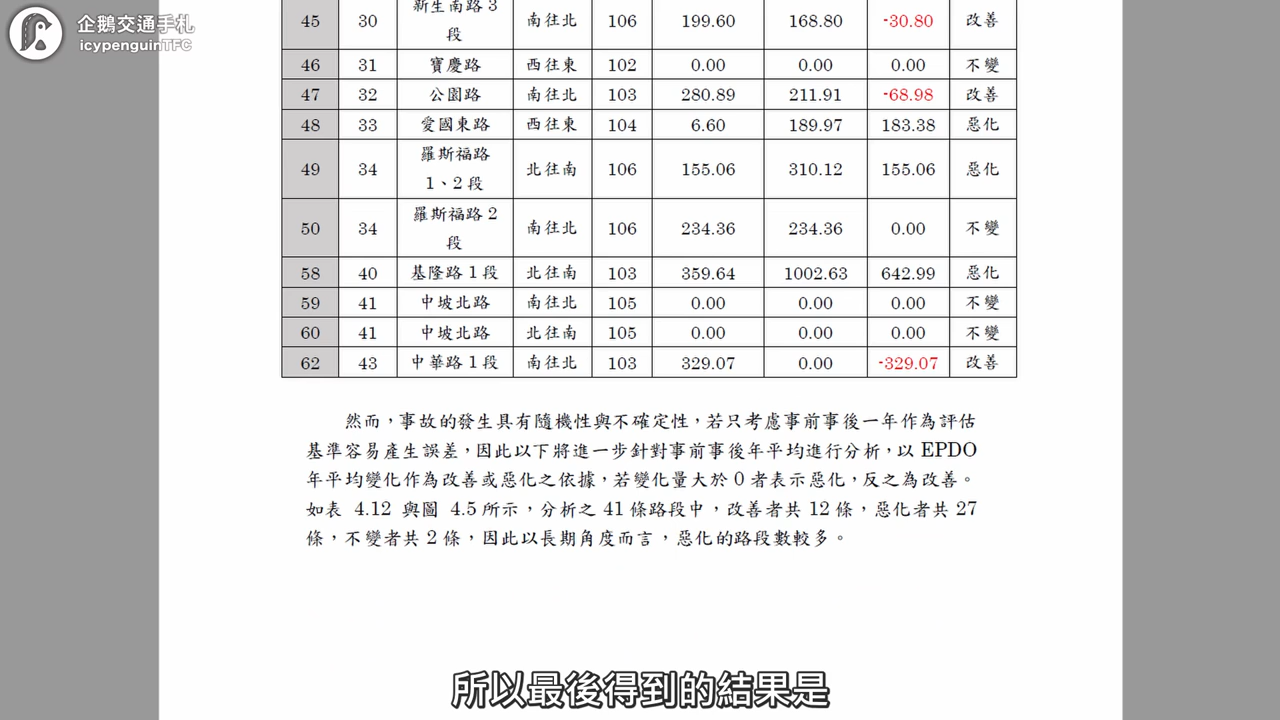 企鵝交通手札
icypenguinTFC
45 30 新生南路 3 段 南往北 106 199.60 168.80 -30.80 改善
46 31 寶慶路 西往東 102 0.00 0.00 0.00 不變
47 32 公園路 南往北 103 280.89 211.91 -68.98 改善
48 33 愛國東路 西往東 104 6.60 189.97 183.38 惡化
49 34 羅斯福路 1、2 段 北往南 106 155.06 310.12 155.06 惡化
50 34 羅斯福路 2 段 南往北 106 234.36 234.36 0.00 不變
58 40 基隆路 1 段 北往南 103 359.64 1002.63 642.99 惡化
59 41 中坡北路 南往北 105 0.00 0.00 0.00 不變
60 41 中坡北路 北往南 105 0.00 0.00 0.00 不變
62 43 中華路 1 段 南往北 103 329.07 0.00 -329.07 改善
然而，事故的發生具有隨機性與不確定性，若只考慮事前事後一年作為評估
基準容易產生誤差，因此以下將進一步針對事前事後年平均進行分析，以 EPDO
年平均變化作為改善或惡化之依據，若變化量大於 0 者表示惡化，反之為改善。
如表 4.12 與圖 4.5 所示，分析之 41 條路段中，改善者共 12 條，惡化者共 27
條，不變者共 2 條，因此以長期角度而言，惡化的路段數較多。
所以最後得到的結果是